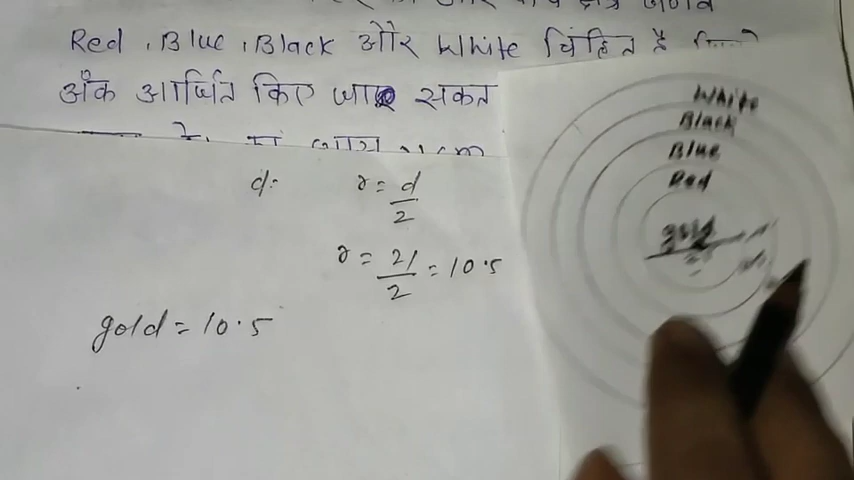 Red, Blue, Black और White चिंहित है
अंक आर्जित किए जा सकत
d:
r = d/2
r = 21/2 = 10.5
gold = 10.5
White
Black
Blue
Red
gold